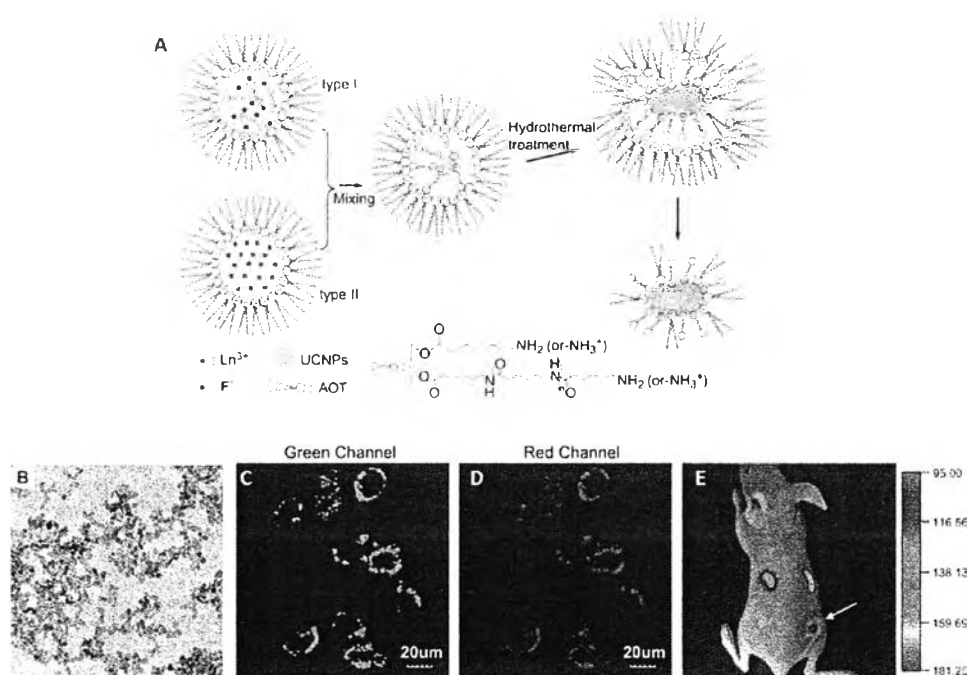 A
type I
Hydrothermal
treatment
Mixing
type II
O
NH₂ (or-NH₃⁺)
O
O
H
N
• : Ln³⁺
UCNPs
O
N
H
n
O
NH₂(or-NH₃⁺)
O
• F⁻
AOT
Green Channel
Red Channel
B
C
D
E
95.00
116.56
138.13
159.69
181.25
20um
20um